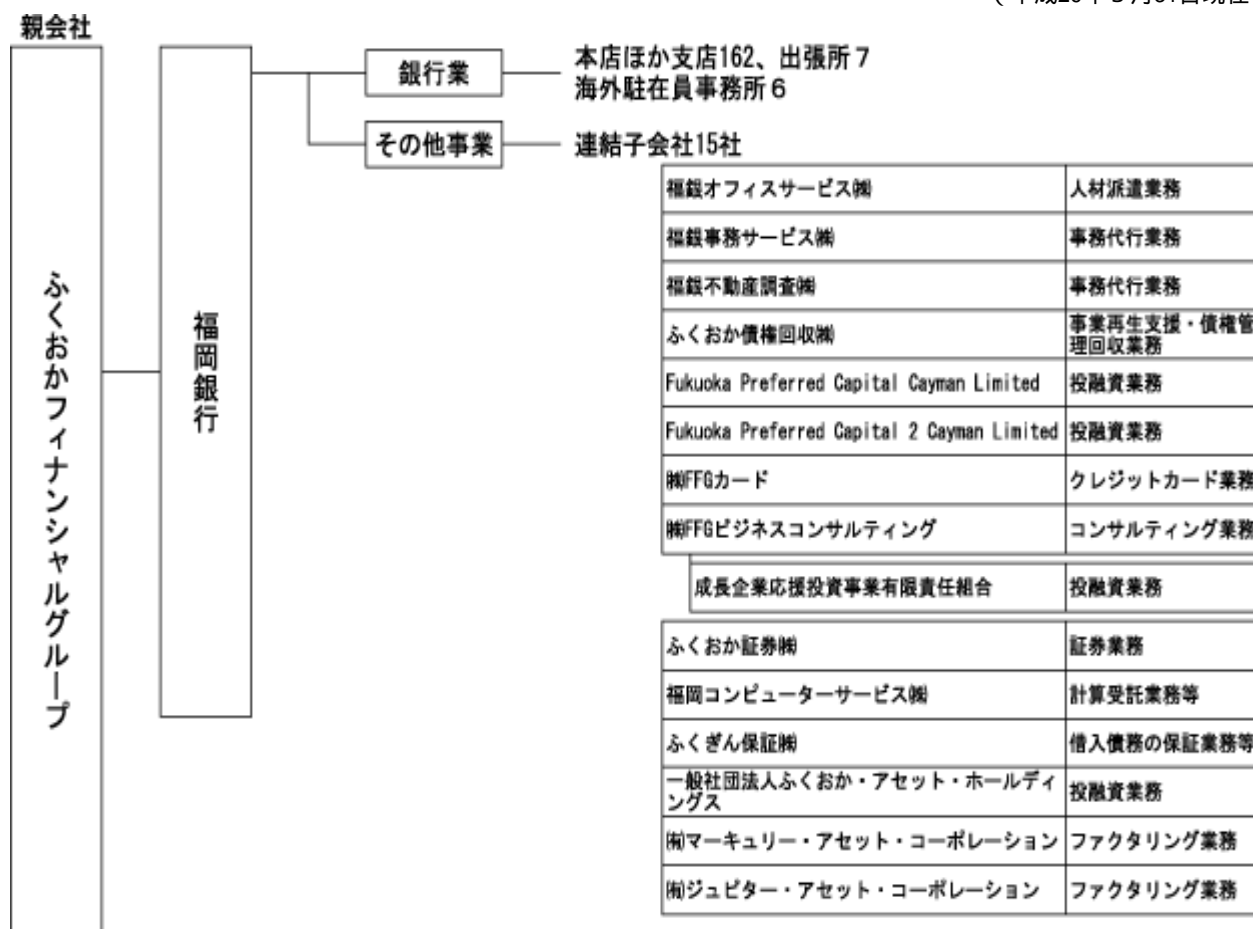 親会社
ふくおかフィナンシャルグループ
福岡銀行
銀行業
本店ほか支店162、出張所7
海外駐在員事務所6
その他事業
連結子会社15社
福銀オフィスサービス㈱ 人材派遣業務
福銀事務サービス㈱ 事務代行業務
福銀不動産調査㈱ 事務代行業務
ふくおか債権回収㈱ 事業再生支援・債権管
理回収業務
Fukuoka Preferred Capital Cayman Limited 投融資業務
Fukuoka Preferred Capital 2 Cayman Limited 投融資業務
㈱FFGカード クレジットカード業務
㈱FFGビジネスコンサルティング コンサルティング業務
成長企業応援投資事業有限責任組合 投融資業務
ふくおか証券㈱ 証券業務
福岡コンピューターサービス㈱ 計算受託業務等
ふくぎん保証㈱ 借入債務の保証業務等
一般社団法人ふくおか・アセット・ホールディ
ングス 投融資業務
㈲マーキュリー・アセット・コーポレーション ファクタリング業務
㈲ジュピター・アセット・コーポレーション ファクタリング業務